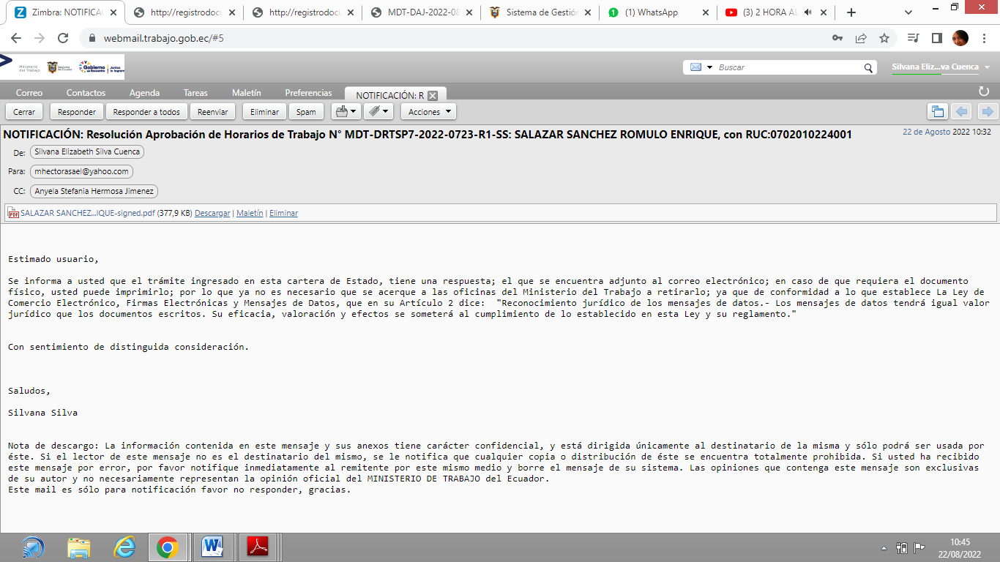 Zimbra: NOTIFICA
http://registrodocu
http://registrodocu
MDT-DAJ-2022-08
Sistema de Gestión
(1) WhatsApp
(3) 2 HORA AL
webmail.trabajo.gob.ec/#5
Ministerio del Trabajo
República del Ecuador
Gobierno del Encuentro | Juntos lo logramos
Buscar
Silvana Eliz...va Cuenca
Correo Contactos Agenda Tareas Maletín Preferencias NOTIFICACIÓN: R
Cerrar Responder Responder a todos Reenviar Eliminar Spam Acciones
NOTIFICACIÓN: Resolución Aprobación de Horarios de Trabajo N° MDT-DRTSP7-2022-0723-R1-SS: SALAZAR SANCHEZ ROMULO ENRIQUE, con RUC:0702010224001
22 de Agosto 2022 10:32
De: Silvana Elizabeth Silva Cuenca
Para: mhectorasael@yahoo.com
CC: Anyela Stefania Hermosa Jimenez
SALAZAR SANCHEZ...IQUE-signed.pdf (377,9 KB) Descargar | Maletín | Eliminar
Estimado usuario,
Se informa a usted que el trámite ingresado en esta cartera de Estado, tiene una respuesta; el que se encuentra adjunto al correo electrónico; en caso de que requiera el documento
físico, usted puede imprimirlo; por lo que ya no es necesario que se acerque a las oficinas del Ministerio del Trabajo a retirarlo; ya que de conformidad a lo que establece La Ley de
Comercio Electrónico, Firmas Electrónicas y Mensajes de Datos, que en su Artículo 2 dice: "Reconocimiento jurídico de los mensajes de datos.- Los mensajes de datos tendrá igual valor
jurídico que los documentos escritos. Su eficacia, valoración y efectos se someterá al cumplimiento de lo establecido en esta Ley y su reglamento."
Con sentimiento de distinguida consideración.
Saludos,
Silvana Silva
Nota de descargo: La información contenida en este mensaje y sus anexos tiene carácter confidencial, y está dirigida únicamente al destinatario de la misma y sólo podrá ser usada por
éste. Si el lector de este mensaje no es el destinatario del mismo, se le notifica que cualquier copia o distribución de éste se encuentra totalmente prohibida. Si usted ha recibido
este mensaje por error, por favor notifique inmediatamente al remitente por este mismo medio y borre el mensaje de su sistema. Las opiniones que contenga este mensaje son exclusivas
de su autor y no necesariamente representan la opinión oficial del MINISTERIO DE TRABAJO del Ecuador.
Este mail es sólo para notificación favor no responder, gracias.
10:45
22/08/2022